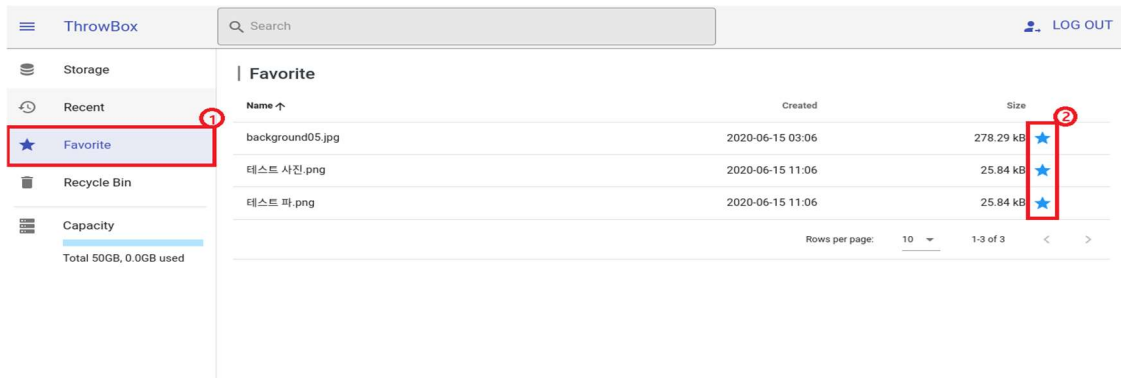 ThrowBox
Search
LOG OUT
Storage
Recent
1
Favorite
Recycle Bin
Capacity
Total 50GB, 0.0GB used
Favorite
Name Created Size
2
background05.jpg 2020-06-15 03:06 278.29 kB
테스트 사진.png 2020-06-15 11:06 25.84 kB
테스트 파.png 2020-06-15 11:06 25.84 kB
Rows per page: 10 1-3 of 3